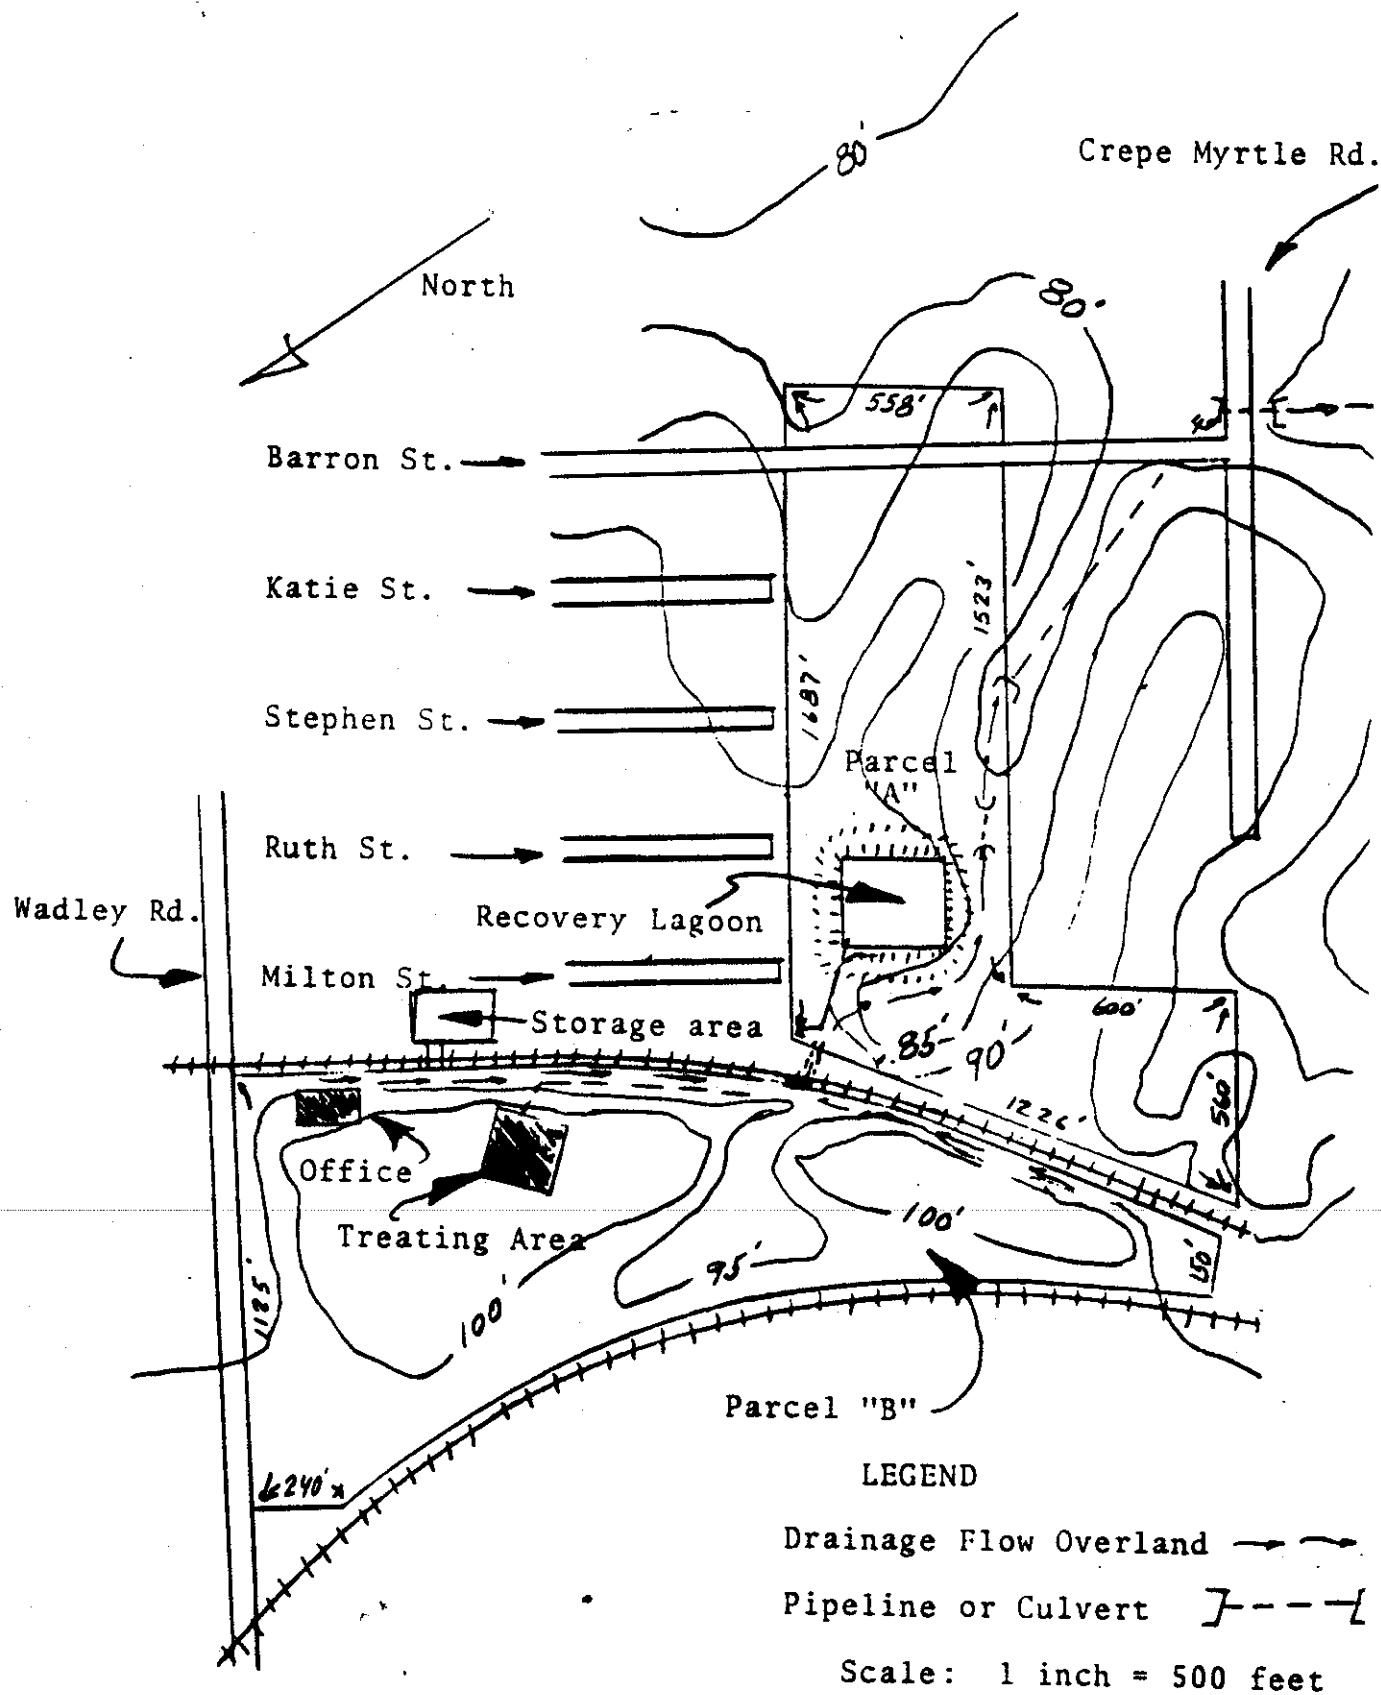 80'
Crepe Myrtle Rd.
North
80'
558'
Barron St.
Katie St.
1523'
1687'
Stephen St.
Parcel
"A"
Ruth St.
Wadley Rd.
Recovery Lagoon
Milton St.
600'
Storage area
85'
90'
1226'
560'
Office
100'
Treating Area
95'
150'
1185'
100'
Parcel "B"
240'
LEGEND
Drainage Flow Overland
Pipeline or Culvert
Scale: 1 inch = 500 feet